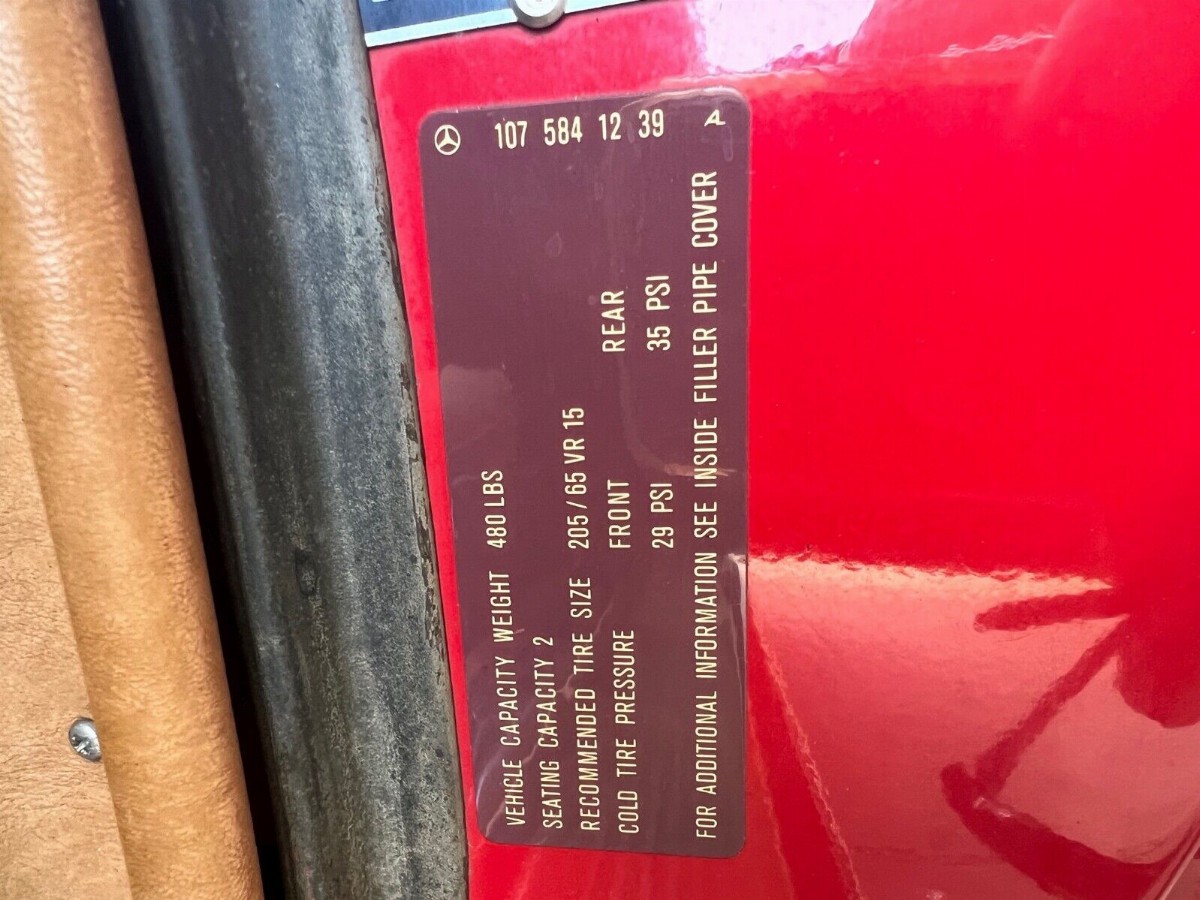 VEHICLE CAPACITY WEIGHT 480 LBS
SEATING CAPACITY 2
RECOMMENDED TIRE SIZE 205/65 VR 15
COLD TIRE PRESSURE FRONT REAR
29 PSI 35 PSI
FOR ADDITIONAL INFORMATION SEE INSIDE FILLER PIPE COVER
107 584 12 39 A